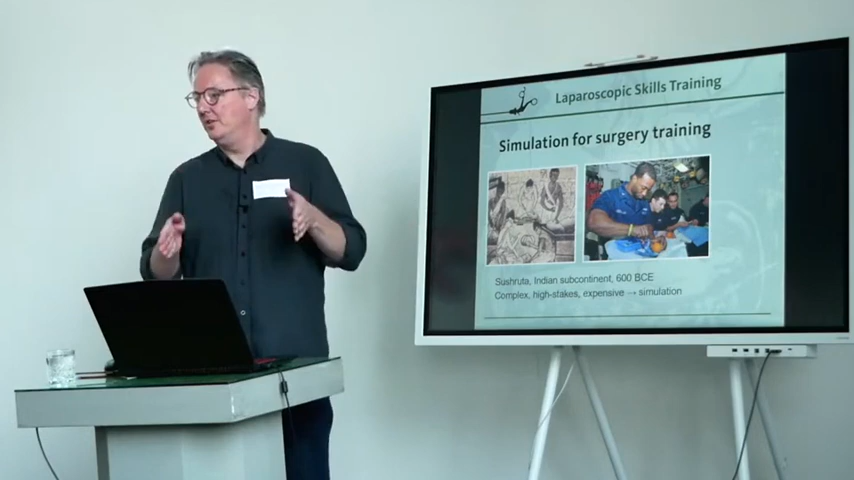 Laparoscopic Skills Training
Simulation for surgery training
Sushruta, Indian subcontinent, 600 BCE
Complex, high-stakes, expensive → simulation